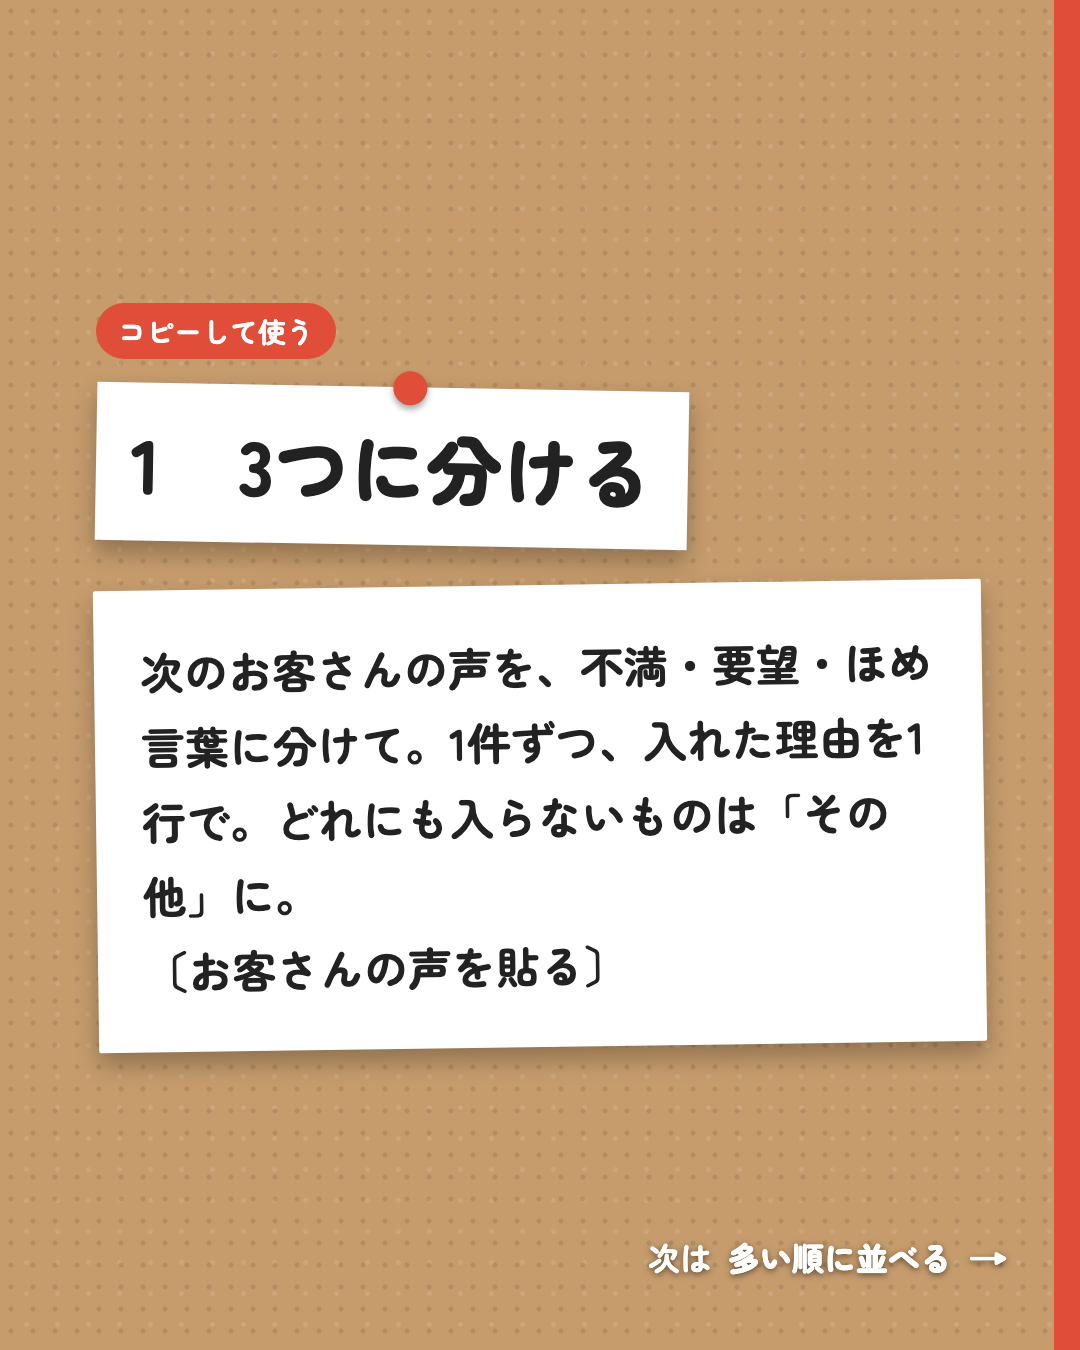 コピーして使う
1　3つに分ける
次のお客さんの声を、不満・要望・ほめ
言葉に分けて。1件ずつ、入れた理由を1
行で。どれにも入らないものは「その
他」に。
〔お客さんの声を貼る〕
次は 多い順に並べる →